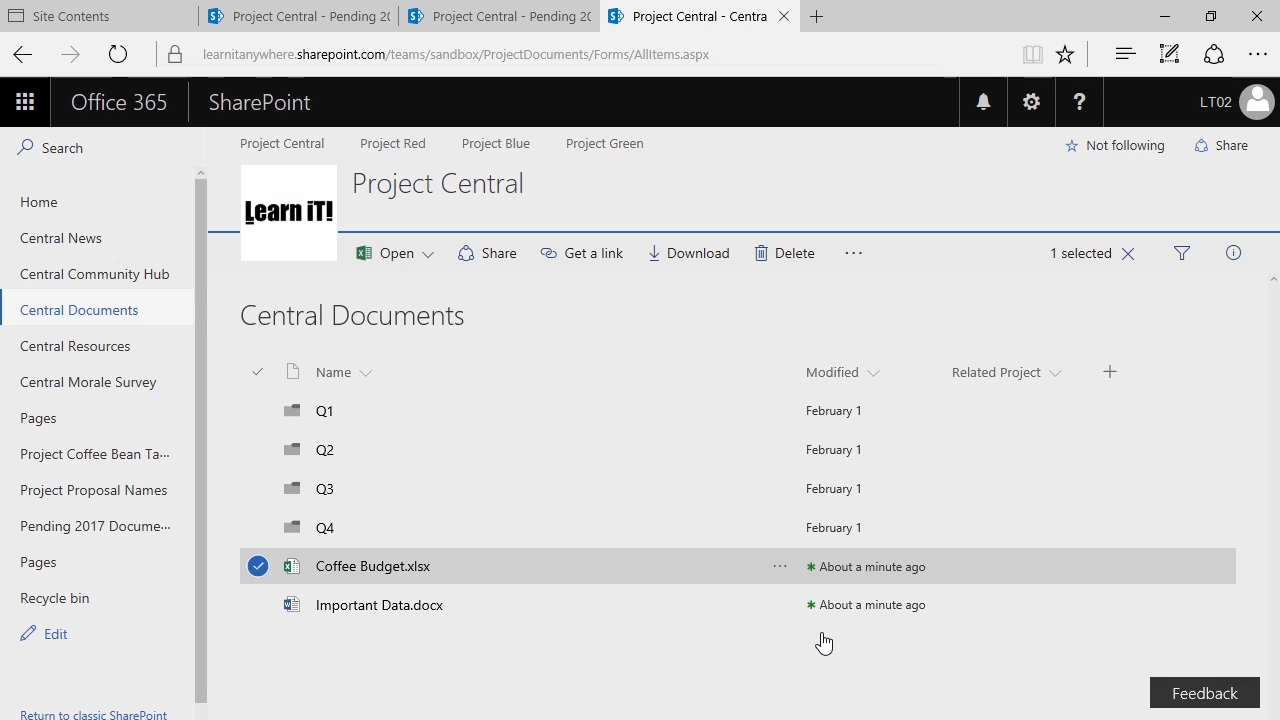 Site Contents
Project Central - Pending 20
Project Central - Pending 20
Project Central - Centra
learnitanywhere.sharepoint.com/teams/sandbox/ProjectDocuments/Forms/AllItems.aspx
Office 365
SharePoint
?
LT02
Search
Project Central
Project Red
Project Blue
Project Green
Not following
Share
Learn iT!
Project Central
Open
Share
Get a link
Download
Delete
...
1 selected
Home
Central News
Central Community Hub
Central Documents
Central Resources
Central Morale Survey
Pages
Project Coffee Bean Ta...
Project Proposal Names
Pending 2017 Docume...
Pages
Recycle bin
Edit
Return to classic SharePoint
Central Documents
Name
Modified
Related Project
Q1
February 1
Q2
February 1
Q3
February 1
Q4
February 1
Coffee Budget.xlsx
...
About a minute ago
Important Data.docx
About a minute ago
Feedback